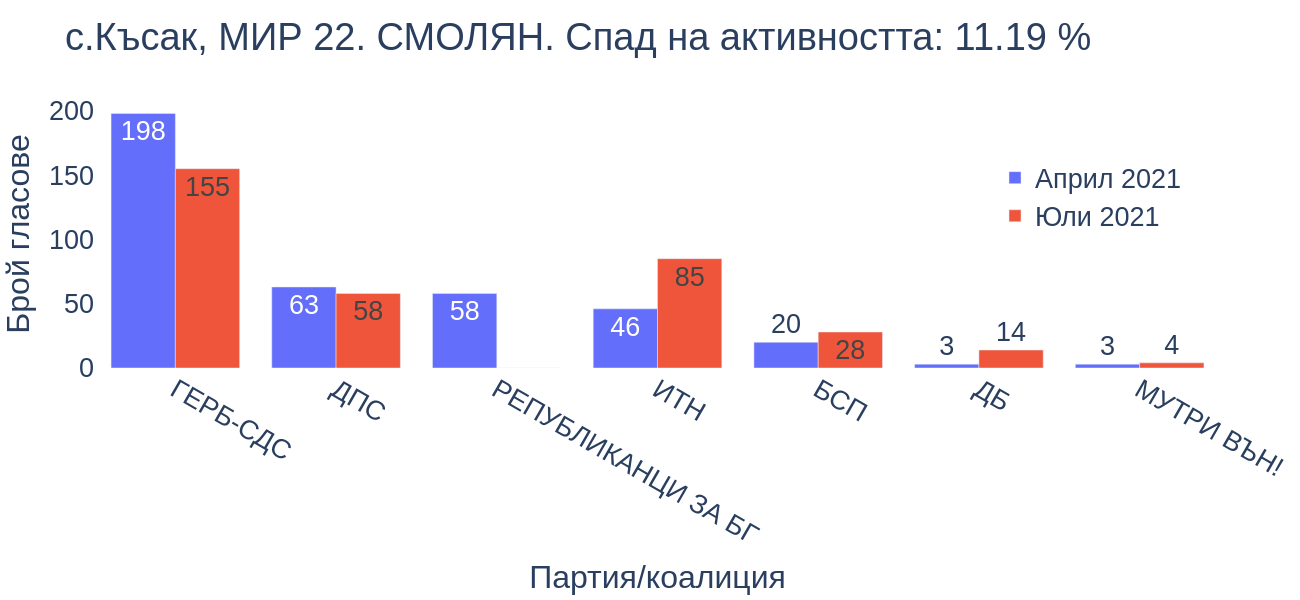 с.Късак, МИР 22. СМОЛЯН. Спад на активността: 11.19 %
Брой гласове
200
150
100
50
0
198
155
63
58
58
46
85
20
28
3
14
3
4
Април 2021
Юли 2021
ГЕРБ-СДС
ДПС
РЕПУБЛИКАНЦИ ЗА БГ
ИТН
БСП
ДБ
МУТРИ ВЪН!
Партия/коалиция